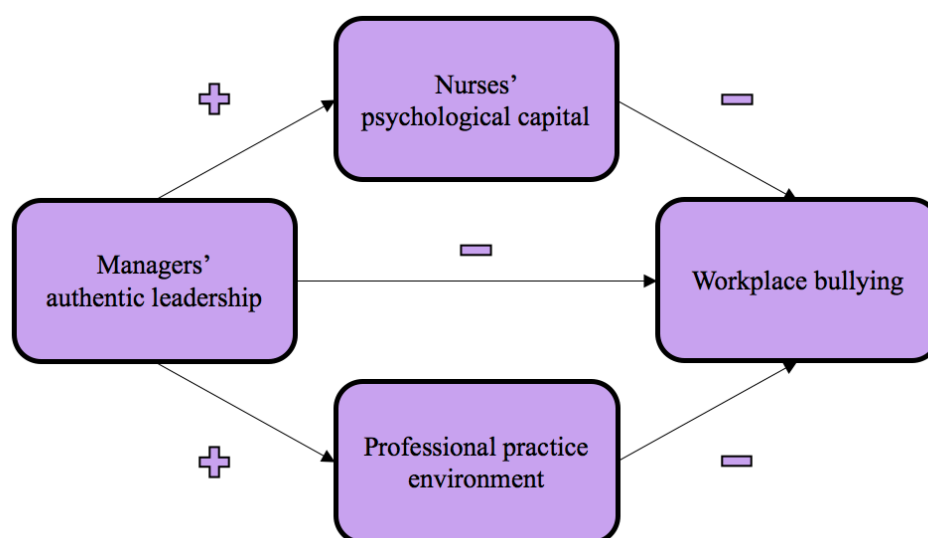 Nurses’
psychological capital
Managers’
authentic leadership
Workplace bullying
Professional practice
environment